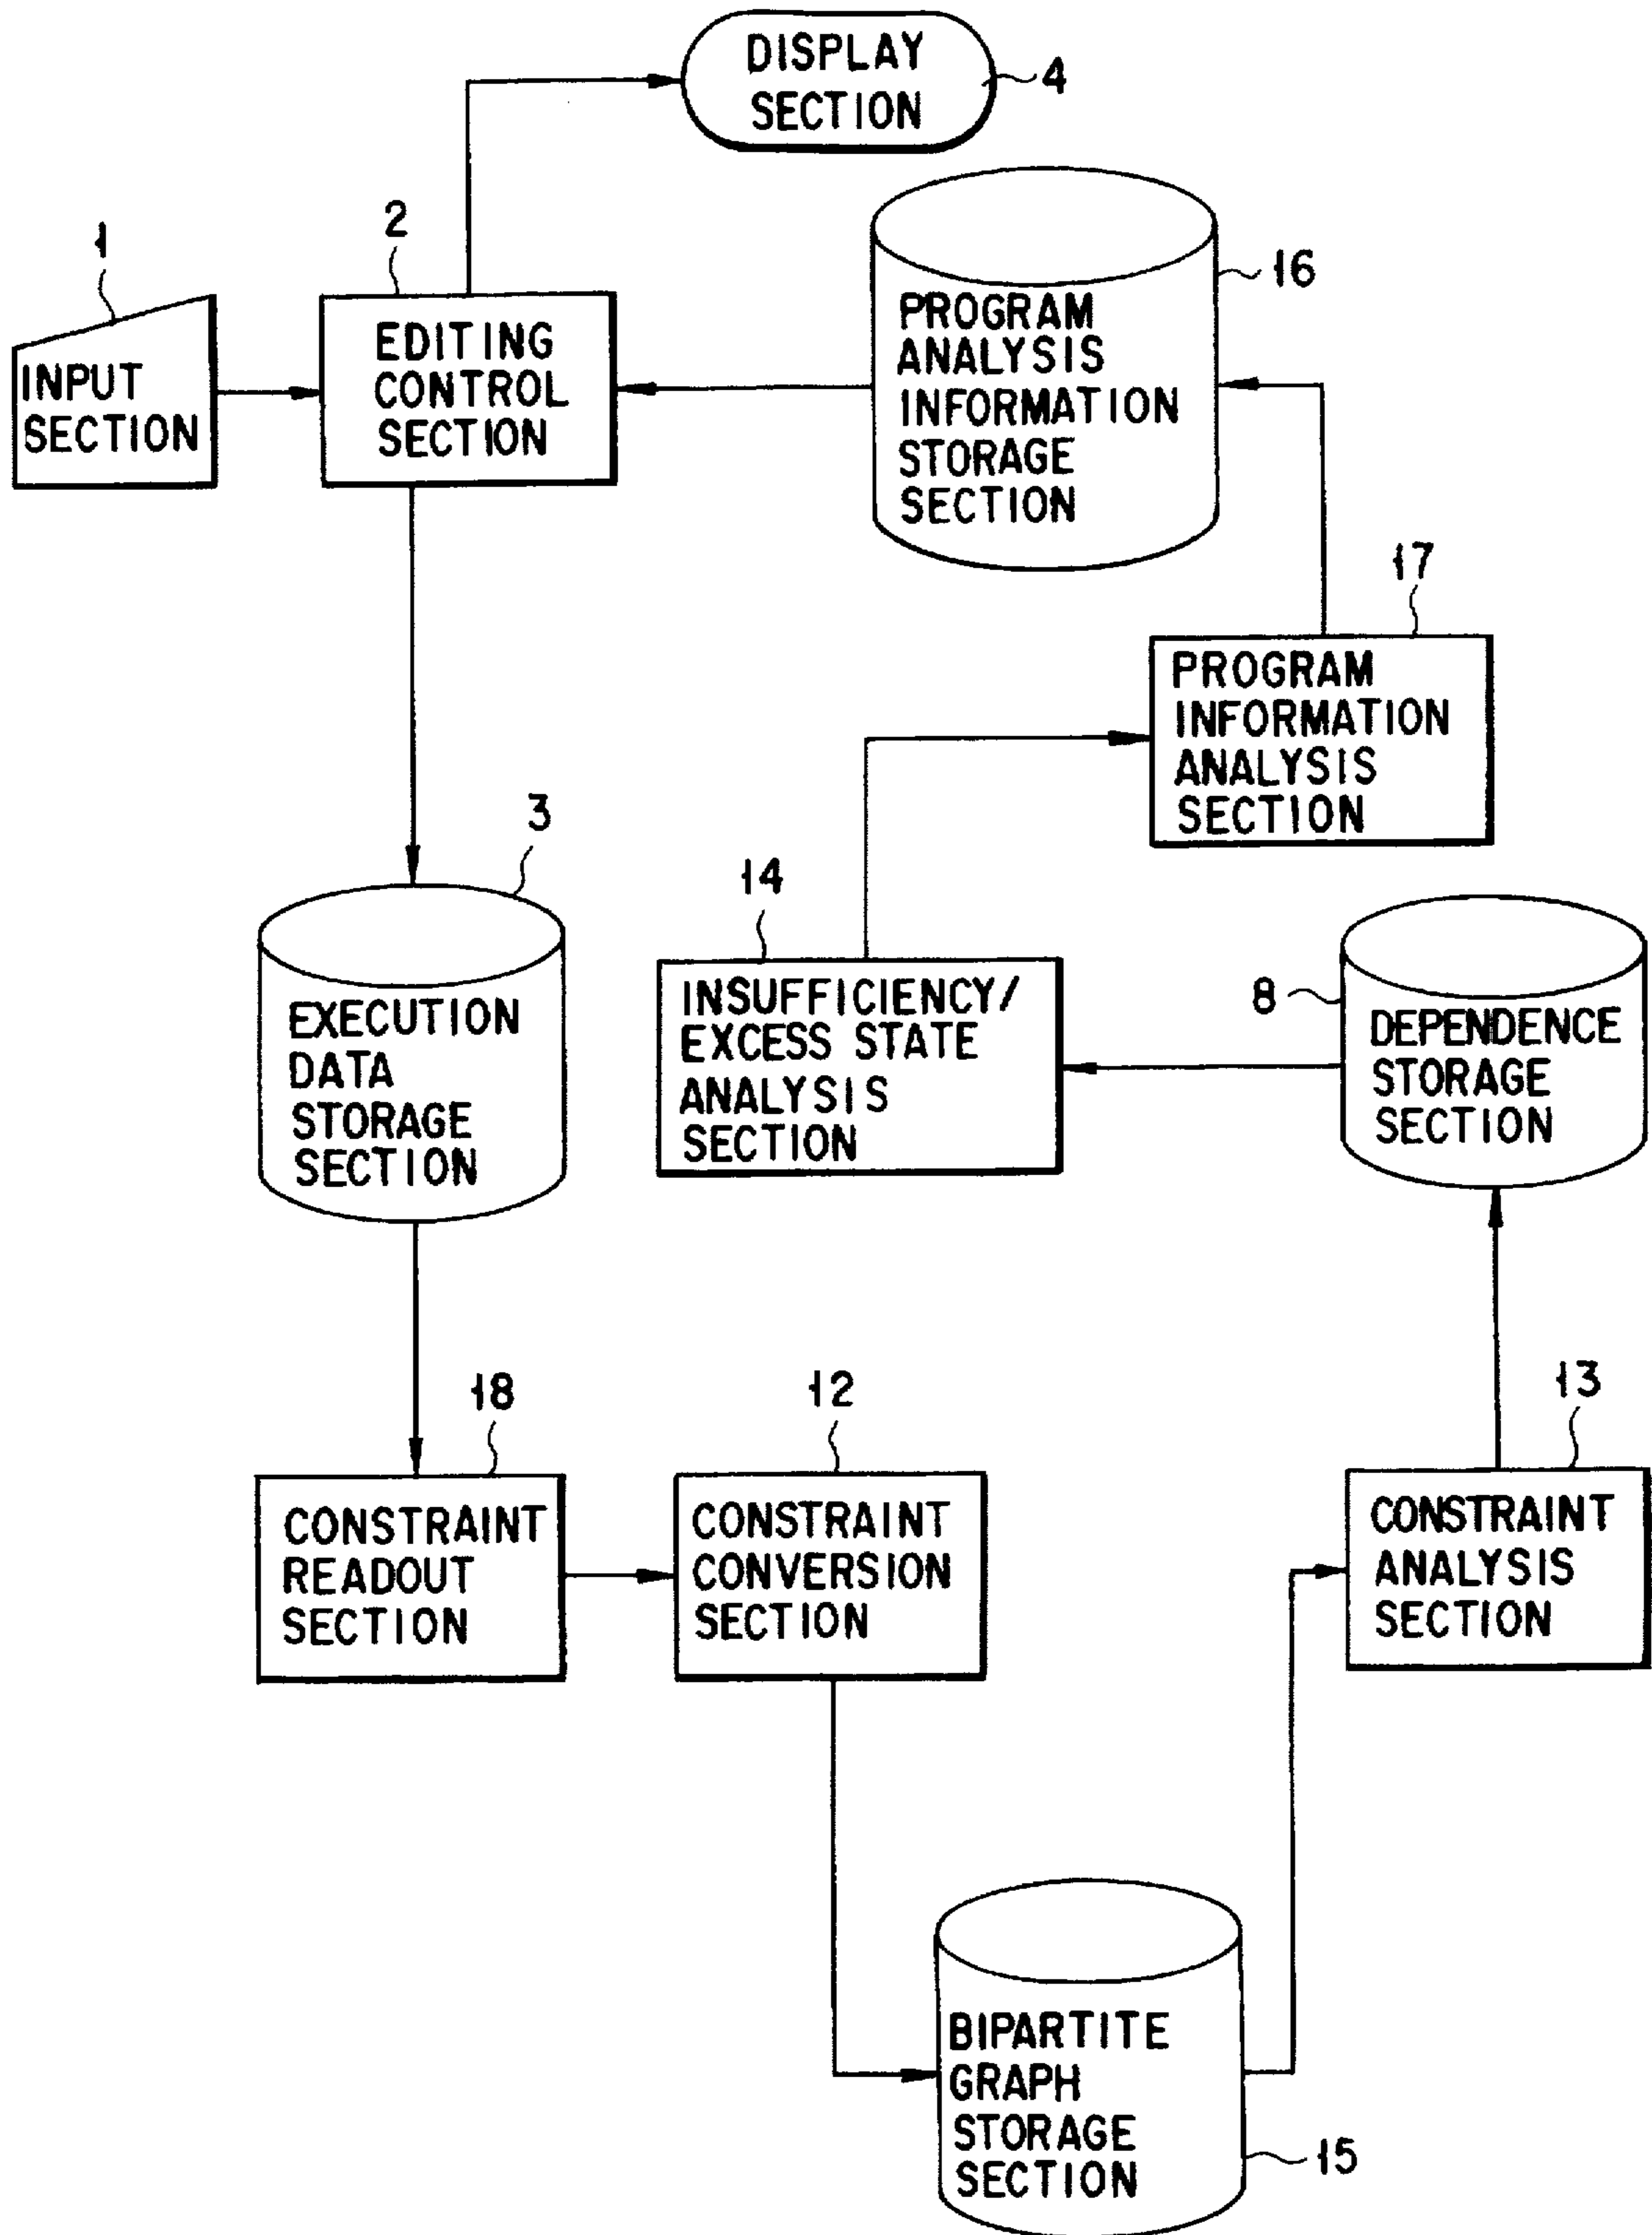 DISPLAY
SECTION
4
1
2
INPUT
SECTION
EDITING
CONTROL
SECTION
16
PROGRAM
ANALYSIS
INFORMATION
STORAGE
SECTION
17
PROGRAM
INFORMATION
ANALYSIS
SECTION
3
EXECUTION
DATA
STORAGE
SECTION
14
INSUFFICIENCY/
EXCESS STATE
ANALYSIS
SECTION
8
DEPENDENCE
STORAGE
SECTION
18
CONSTRAINT
READOUT
SECTION
12
CONSTRAINT
CONVERSION
SECTION
13
CONSTRAINT
ANALYSIS
SECTION
BIPARTITE
GRAPH
STORAGE
SECTION
15